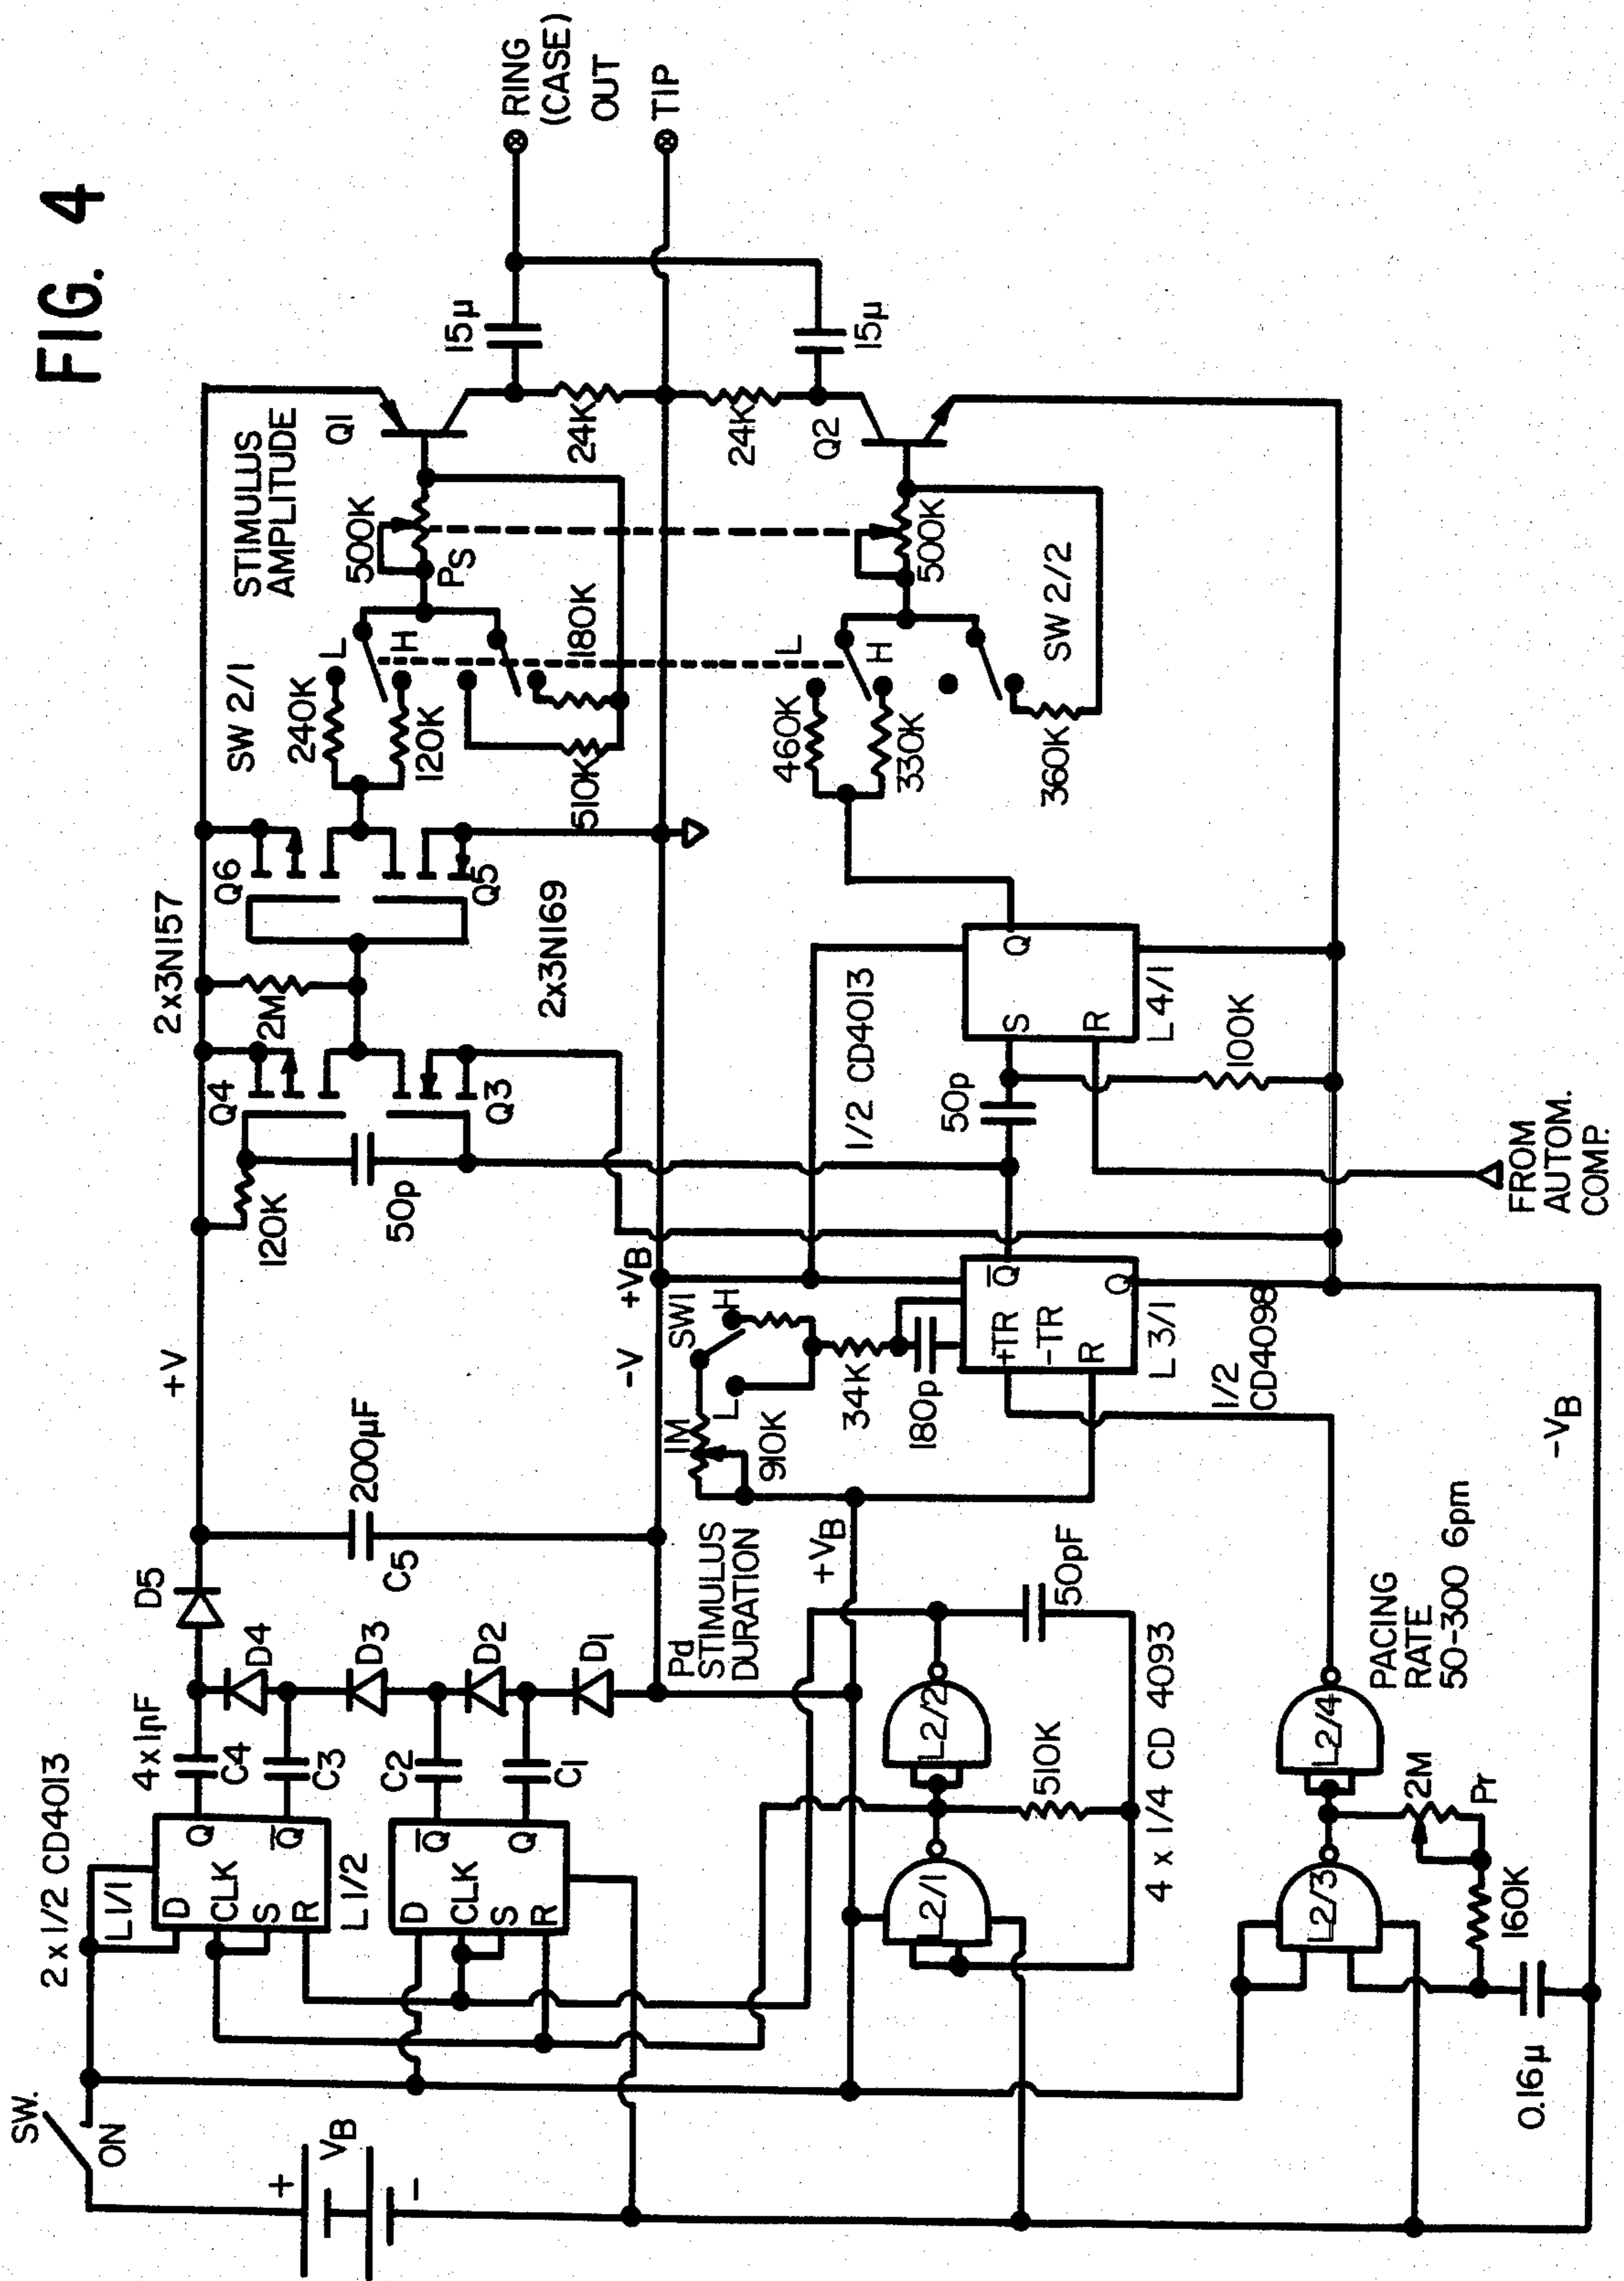 FIG. 4
SW.
ON
+
VB
-
2 x 1/2 CD4013
L1/1
D
CLK
S
R
Q
Q̅
L1/2
D
CLK
S
R
Q̅
Q
4x1nF
C4
C3
C2
C1
D5
D4
D3
D2
D1
C5
200µF
+V
-V
+VB
120K
50p
Q4
Q3
2M
2x3N157
2x3N169
Q6
Q5
SW 2/1
240K
L
H
120K
510K
180K
STIMULUS
AMPLITUDE
500K
PS
Q1
15µ
24K
24K
15µ
Q2
RING
(CASE)
OUT
TIP
Pd
STIMULUS
DURATION
+VB
1M
SW1
L
H
910K
34K
180p
+TR
-TR
R
Q̅
Q
L 3/1
1/2
CD4098
50p
1/2 CD4013
S
R
Q
L 4/1
100K
460K
L
H
330K
360K
500K
SW 2/2
FROM
AUTOM.
COMP.
L2/1
L2/2
510K
50pF
4 x 1/4 CD 4093
L2/3
L2/4
2M
Pr
160K
0.16µ
PACING
RATE
50-300 6pm
-VB